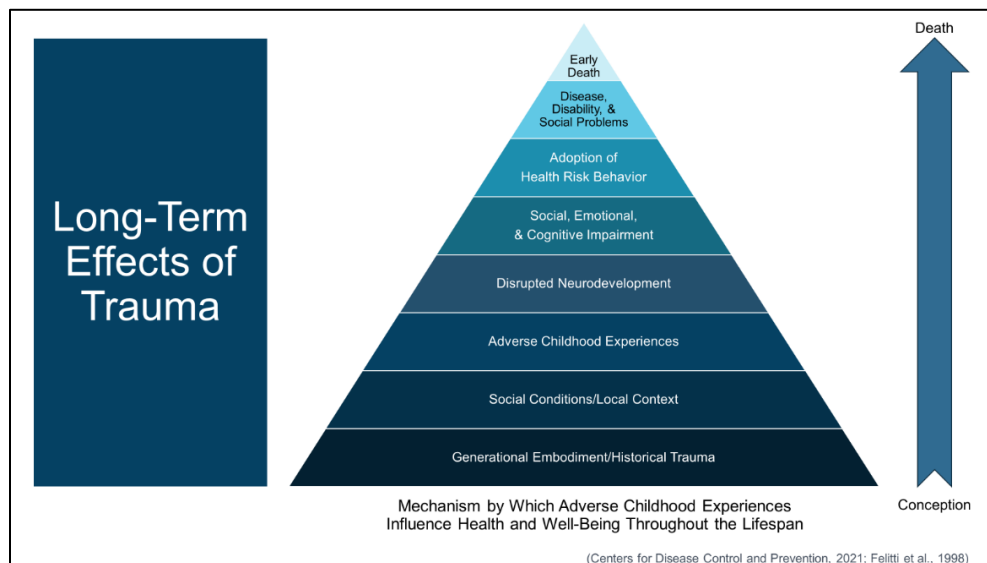 Long-Term
Effects of
Trauma
Early
Death
Disease,
Disability, &
Social Problems
Adoption of
Health Risk Behavior
Social, Emotional,
& Cognitive Impairment
Disrupted Neurodevelopment
Adverse Childhood Experiences
Social Conditions/Local Context
Generational Embodiment/Historical Trauma
Mechanism by Which Adverse Childhood Experiences
Influence Health and Well-Being Throughout the Lifespan
Death
Conception
(Centers for Disease Control and Prevention, 2021; Felitti et al., 1998)